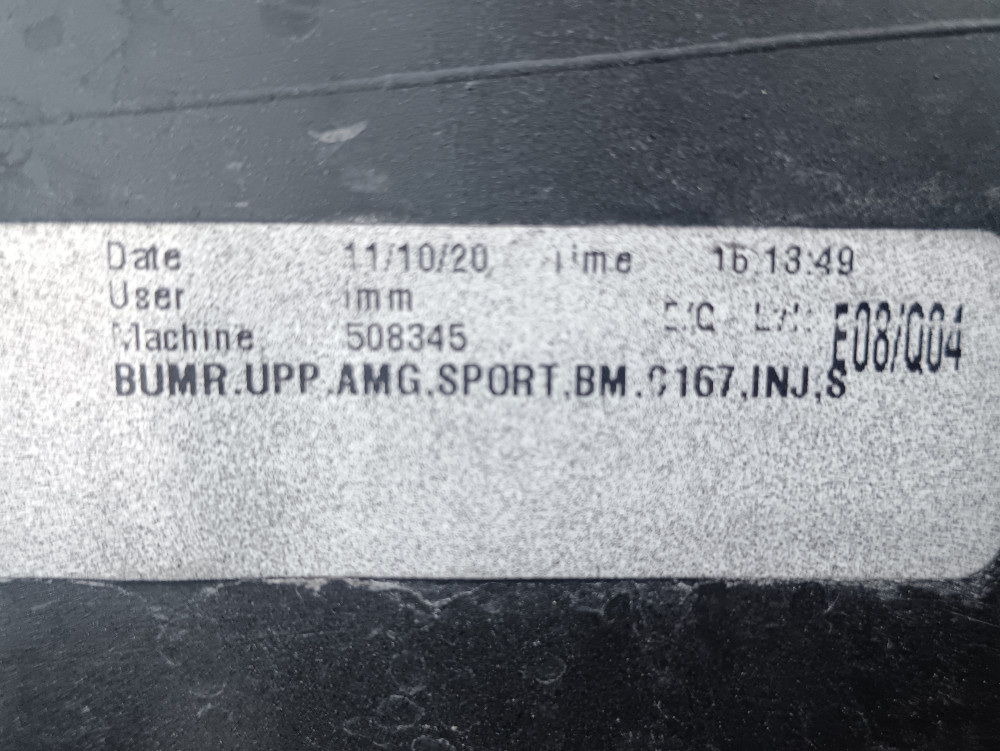 Date 11/10/20 Time 16:13:49
User imm
Machine 508345
E/C E08/Q04
BUMR.UPP.AMG.SPORT.BM.C167,INJ,S